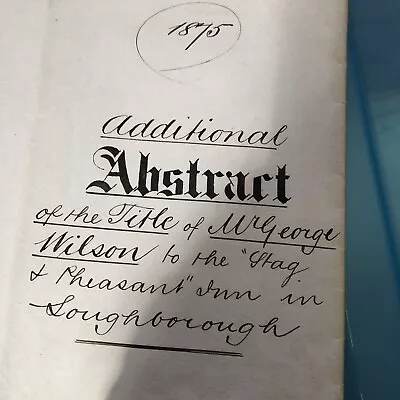 1875
Additional
Abstract
of the Title of Mr George
Wilson to the "Stag
& Pheasant" Inn in
Loughborough